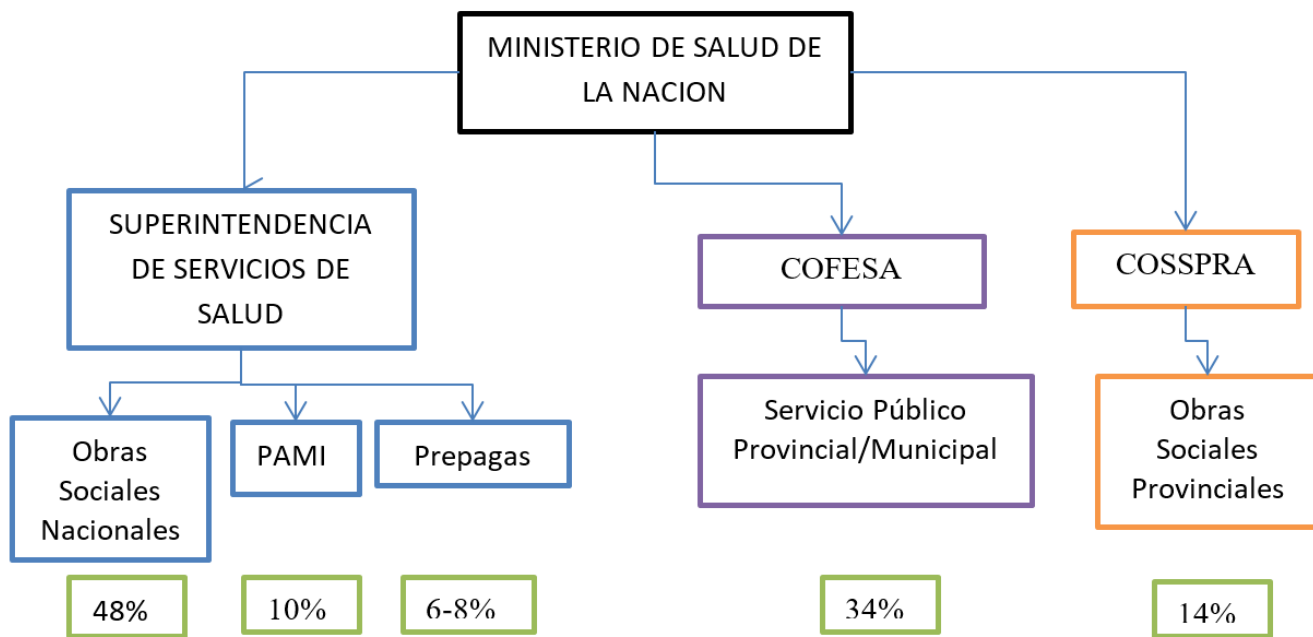 MINISTERIO DE SALUD DE
LA NACION
SUPERINTENDENCIA
DE SERVICIOS DE
SALUD
COFESA
COSSPRA
Obras
Sociales
Nacionales
PAMI
Prepagas
Servicio Público
Provincial/Municipal
Obras
Sociales
Provinciales
48%
10%
6-8%
34%
14%